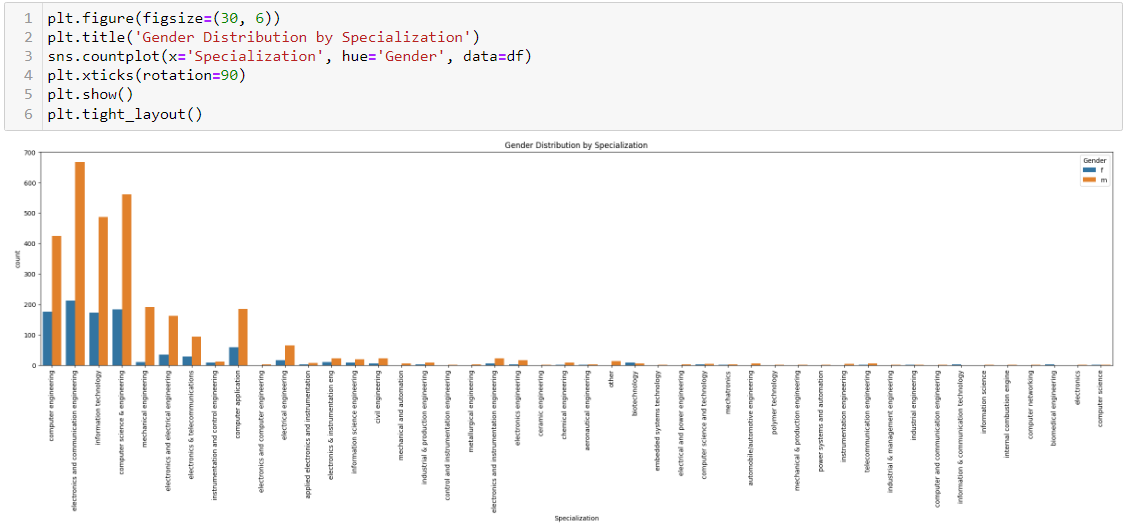 1 plt.figure(figsize=(30, 6))
2 plt.title('Gender Distribution by Specialization')
3 sns.countplot(x='Specialization', hue='Gender', data=df)
4 plt.xticks(rotation=90)
5 plt.show()
6 plt.tight_layout()
Gender Distribution by Specialization
Gender
f
m
700
600
500
400
300
200
100
0
count
computer engineering
electronics and communication engineering
information technology
computer science & engineering
mechanical engineering
electronics and electrical engineering
electronics & telecommunications
instrumentation and control engineering
computer application
electronics and computer engineering
electrical engineering
applied electronics and instrumentation
electronics & instrumentation eng
information science engineering
civil engineering
mechanical and automation
industrial & production engineering
control and instrumentation engineering
metallurgical engineering
electronics and instrumentation engineering
electronics engineering
ceramic engineering
chemical engineering
aeronautical engineering
other
biotechnology
embedded systems technology
electrical and power engineering
computer science and technology
mechatronics
automobile/automotive engineering
polymer technology
mechanical & production engineering
power systems and automation
instrumentation engineering
telecommunication engineering
industrial & management engineering
industrial engineering
computer and communication engineering
information & communication technology
information science
internal combustion engine
computer networking
biomedical engineering
electronics
computer science
Specialization